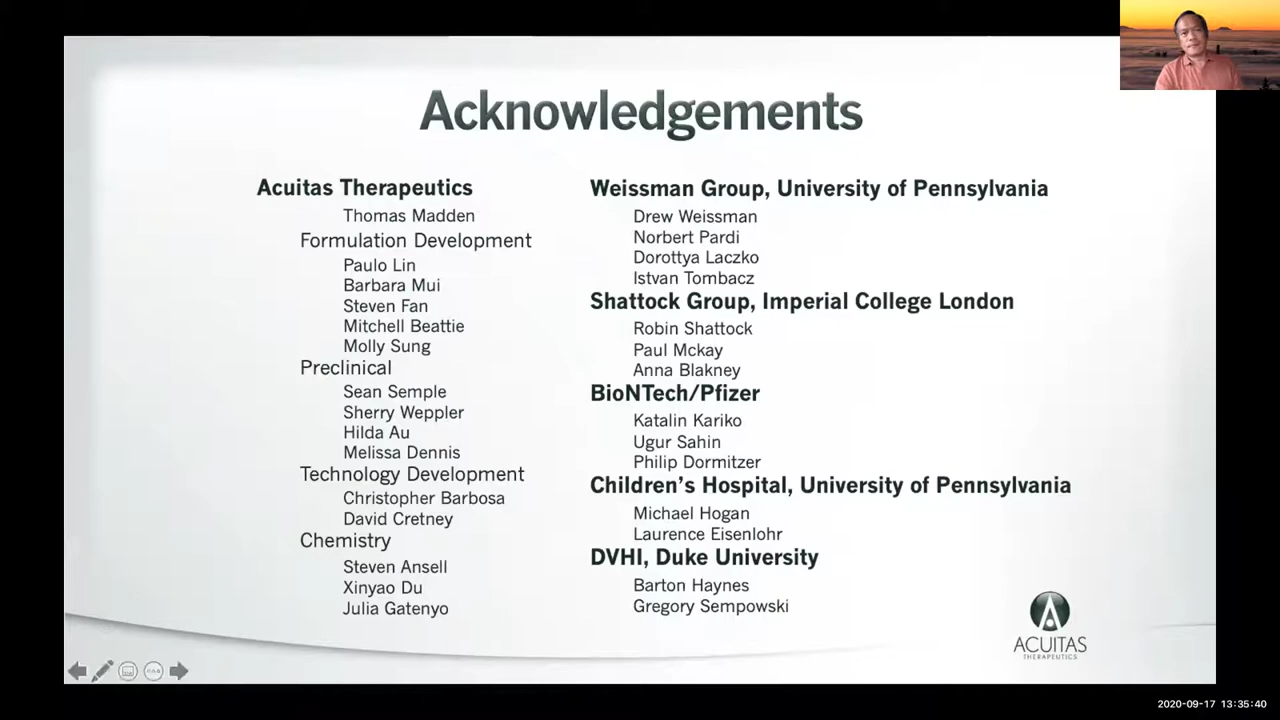 Acknowledgements
Acuitas Therapeutics
Thomas Madden
Formulation Development
Paulo Lin
Barbara Mui
Steven Fan
Mitchell Beattie
Molly Sung
Preclinical
Sean Semple
Sherry Weppler
Hilda Au
Melissa Dennis
Technology Development
Christopher Barbosa
David Cretney
Chemistry
Steven Ansell
Xinyao Du
Julia Gatenyo
Weissman Group, University of Pennsylvania
Drew Weissman
Norbert Pardi
Dorottya Laczko
Istvan Tombacz
Shattock Group, Imperial College London
Robin Shattock
Paul Mckay
Anna Blakney
BioNTech/Pfizer
Katalin Kariko
Ugur Sahin
Philip Dormitzer
Children's Hospital, University of Pennsylvania
Michael Hogan
Laurence Eisenlohr
DVHI, Duke University
Barton Haynes
Gregory Sempowski
ACUITAS
THERAPEUTICS
2020-09-17 13:35:40